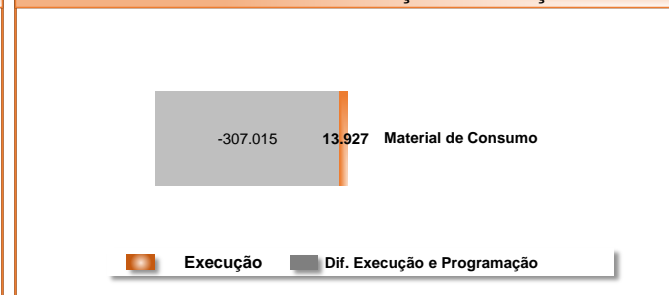 -307.015 13.927 Material de Consumo
Execução Dif. Execução e Programação